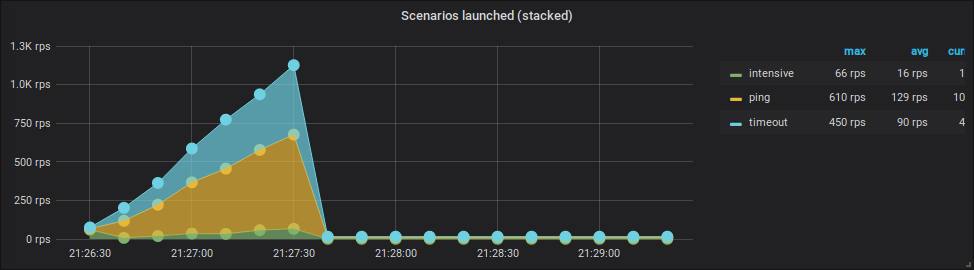 Scenarios launched (stacked)
1.3K rps
1.0K rps
750 rps
500 rps
250 rps
0 rps
21:26:30 21:27:00 21:27:30 21:28:00 21:28:30 21:29:00
max avg curr
intensive 66 rps 16 rps 1
ping 610 rps 129 rps 10
timeout 450 rps 90 rps 4